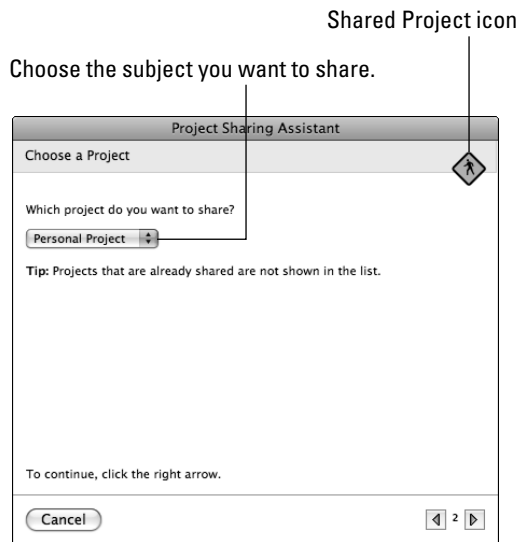 Shared Project icon
Choose the subject you want to share.
Project Sharing Assistant
Choose a Project
Which project do you want to share?
Personal Project
Tip: Projects that are already shared are not shown in the list.
To continue, click the right arrow.
Cancel
2